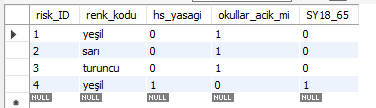 risk_ID renk_kodu hs_yasagi okullar_acik_mi SY18_65
1 yeşil 0 1 0
2 sarı 0 1 0
3 turuncu 0 1 0
4 yeşil 1 0 1
NULL NULL NULL NULL NULL